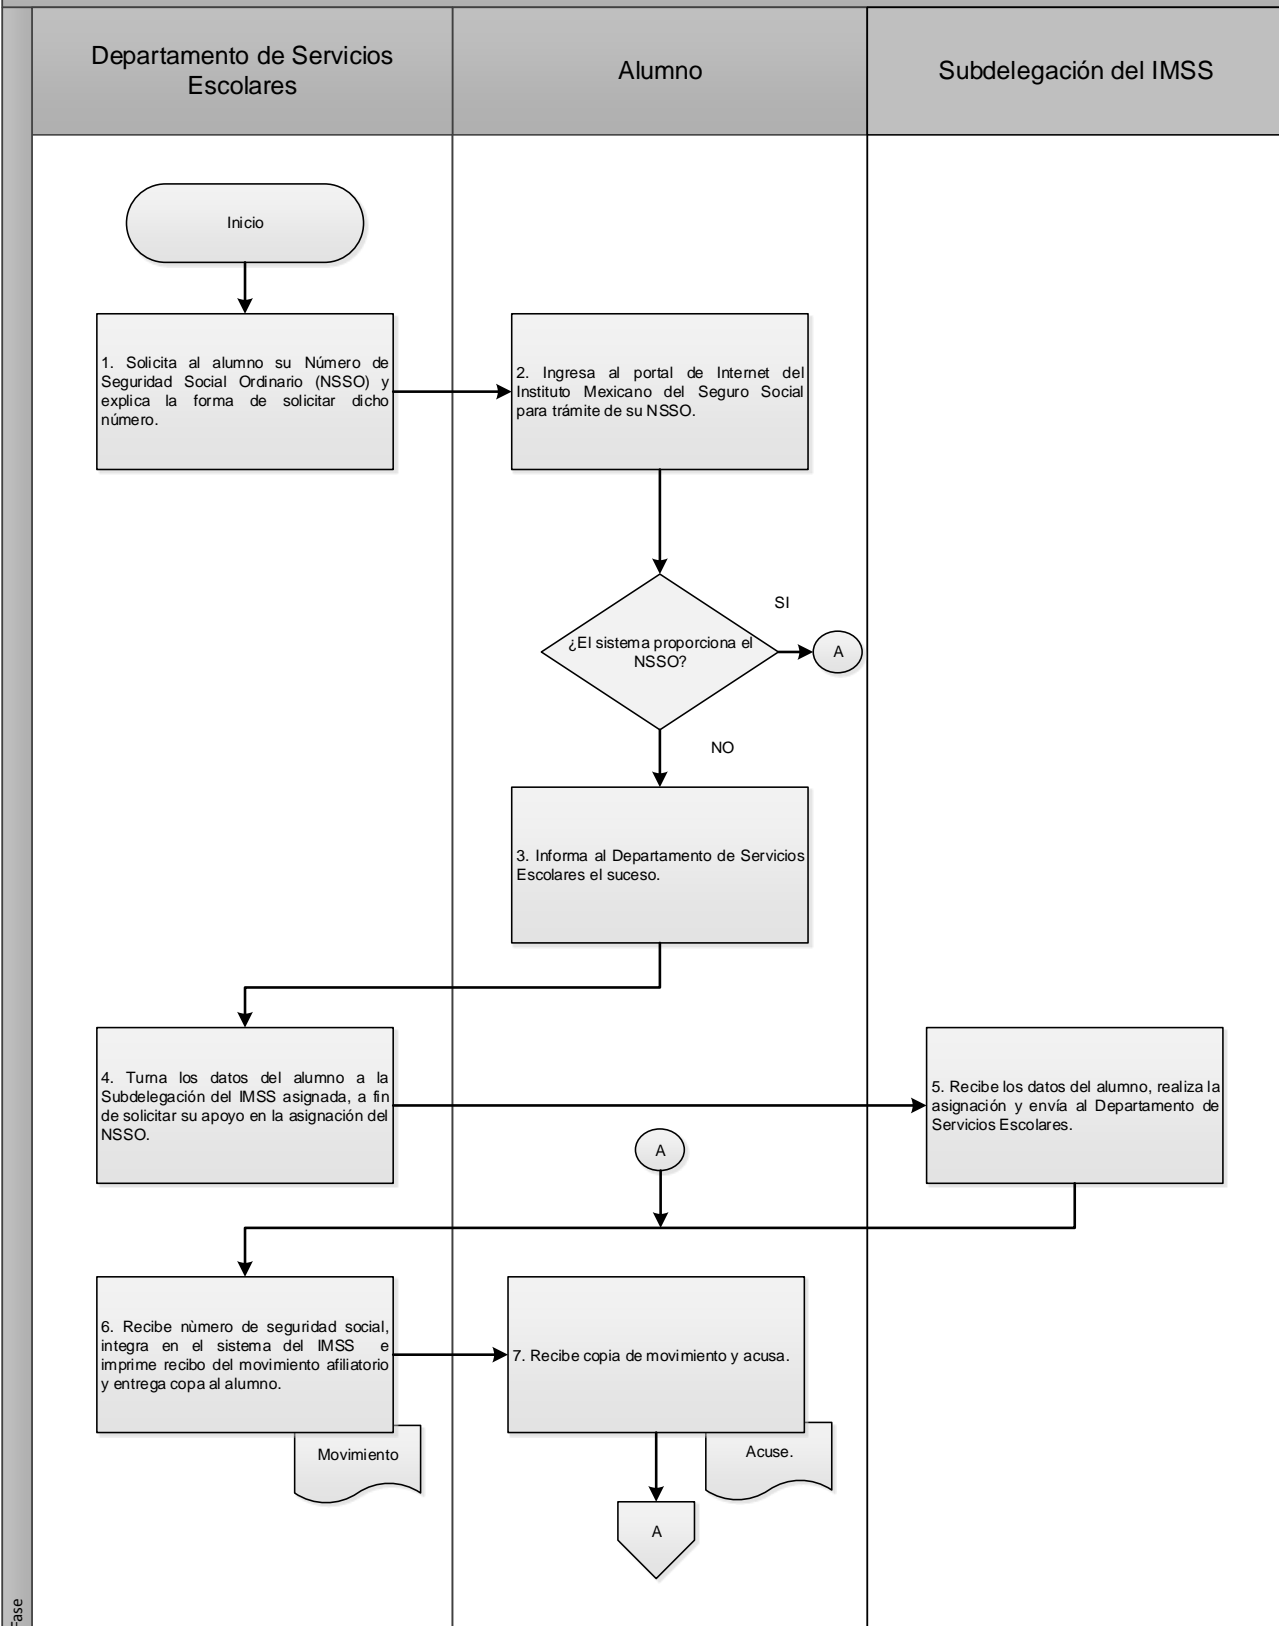 Departamento de Servicios
Escolares
Alumno
Subdelegación del IMSS
Inicio
1. Solicita al alumno su Número de
Seguridad Social Ordinario (NSSO) y
explica la forma de solicitar dicho
número.
2. Ingresa al portal de Internet del
Instituto Mexicano del Seguro Social
para trámite de su NSSO.
¿El sistema proporciona el
NSSO?
SI
A
NO
3. Informa al Departamento de Servicios
Escolares el suceso.
4. Turna los datos del alumno a la
Subdelegación del IMSS asignada, a fin
de solicitar su apoyo en la asignación del
NSSO.
5. Recibe los datos del alumno, realiza la
asignación y envía al Departamento de
Servicios Escolares.
A
6. Recibe nùmero de seguridad social,
integra en el sistema del IMSS e
imprime recibo del movimiento afiliatorio
y entrega copa al alumno.
7. Recibe copia de movimiento y acusa.
Movimiento
Acuse.
A
Fase